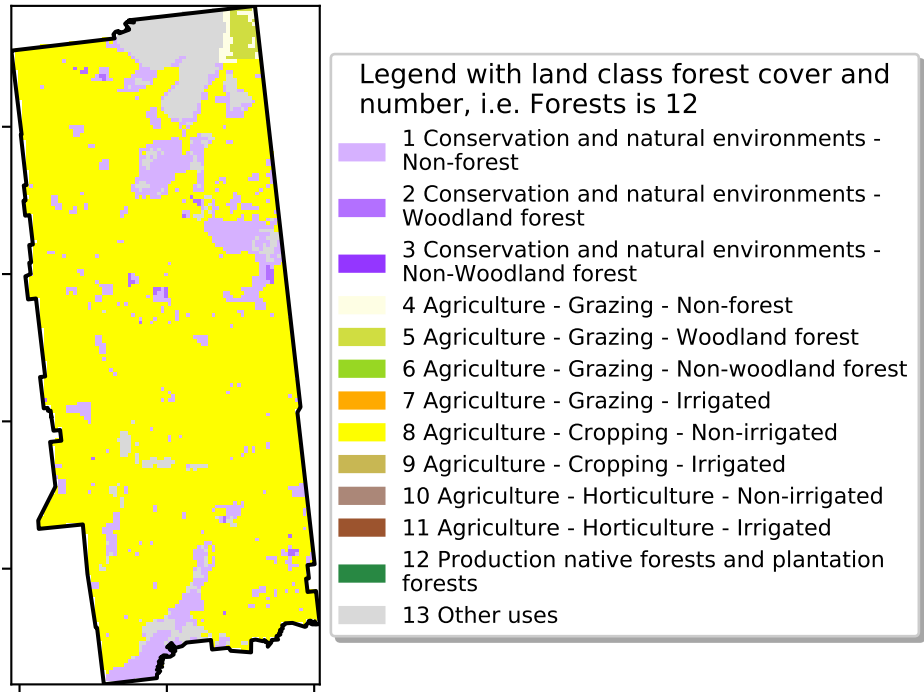 Legend with land class forest cover and
number, i.e. Forests is 12
1 Conservation and natural environments -
Non-forest
2 Conservation and natural environments -
Woodland forest
3 Conservation and natural environments -
Non-Woodland forest
4 Agriculture - Grazing - Non-forest
5 Agriculture - Grazing - Woodland forest
6 Agriculture - Grazing - Non-woodland forest
7 Agriculture - Grazing - Irrigated
8 Agriculture - Cropping - Non-irrigated
9 Agriculture - Cropping - Irrigated
10 Agriculture - Horticulture - Non-irrigated
11 Agriculture - Horticulture - Irrigated
12 Production native forests and plantation
forests
13 Other uses